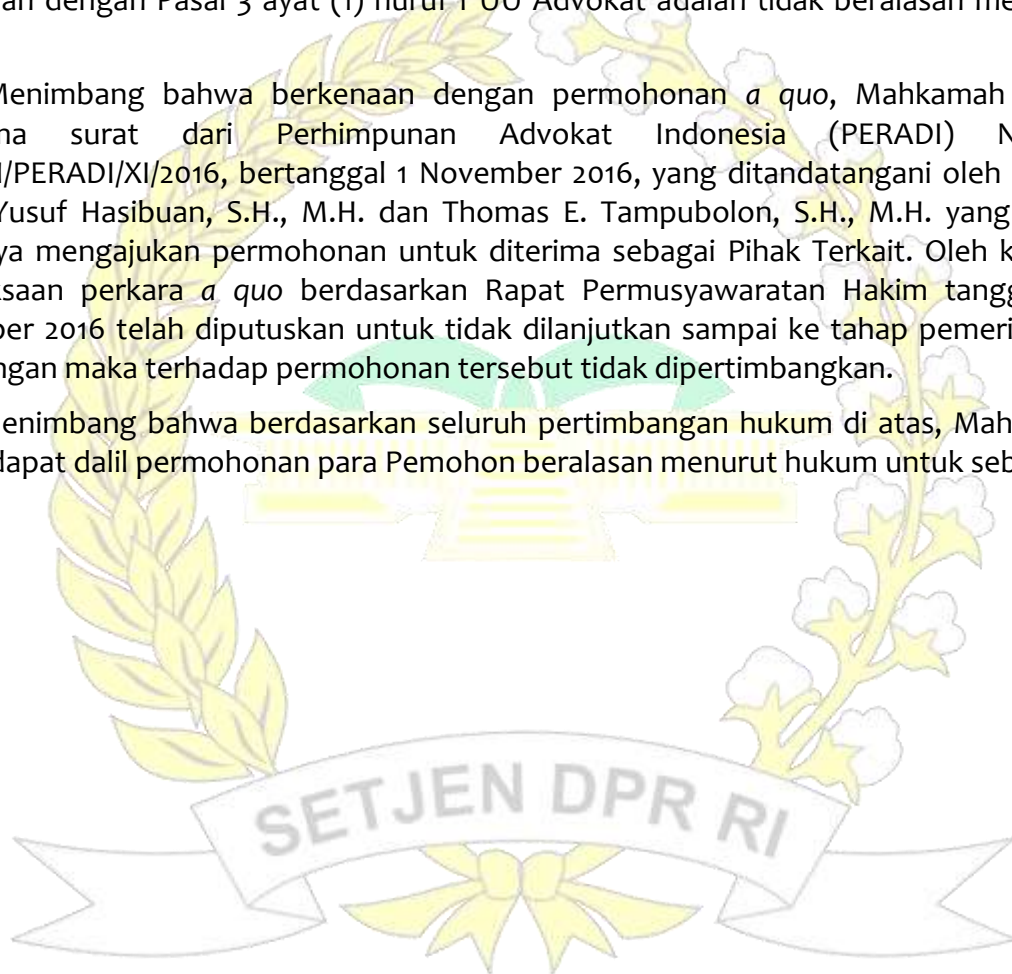 an dengan Pasal 3 ayat (1) huruf f UU Advokat adalah tidak beralasan me
Menimbang bahwa berkenaan dengan permohonan a quo, Mahkamah
na surat dari Perhimpunan Advokat Indonesia (PERADI) N
I/PERADI/XI/2016, bertanggal 1 November 2016, yang ditandatangani oleh
Yusuf Hasibuan, S.H., M.H. dan Thomas E. Tampubolon, S.H., M.H. yang
ya mengajukan permohonan untuk diterima sebagai Pihak Terkait. Oleh k
ksaan perkara a quo berdasarkan Rapat Permusyawaratan Hakim tangg
ber 2016 telah diputuskan untuk tidak dilanjutkan sampai ke tahap pemeri
ngan maka terhadap permohonan tersebut tidak dipertimbangkan.
enimbang bahwa berdasarkan seluruh pertimbangan hukum di atas, Mah
dapat dalil permohonan para Pemohon beralasan menurut hukum untuk seb
SETJEN DPR RI